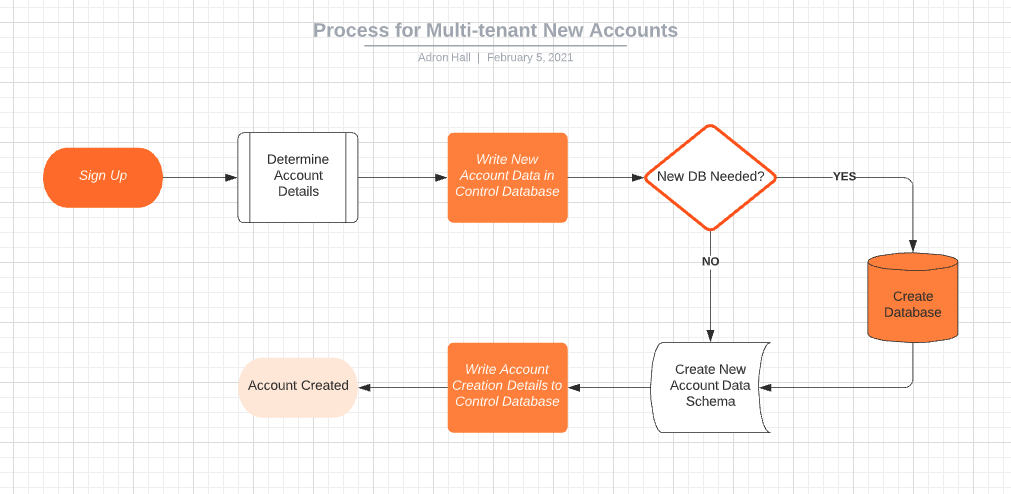 Process for Multi-tenant New Accounts
Adron Hall | February 5, 2021
Sign Up
Determine
Account
Details
Write New
Account Data in
Control Database
New DB Needed?
YES
NO
Create
Database
Account Created
Write Account
Creation Details to
Control Database
Create New
Account Data
Schema